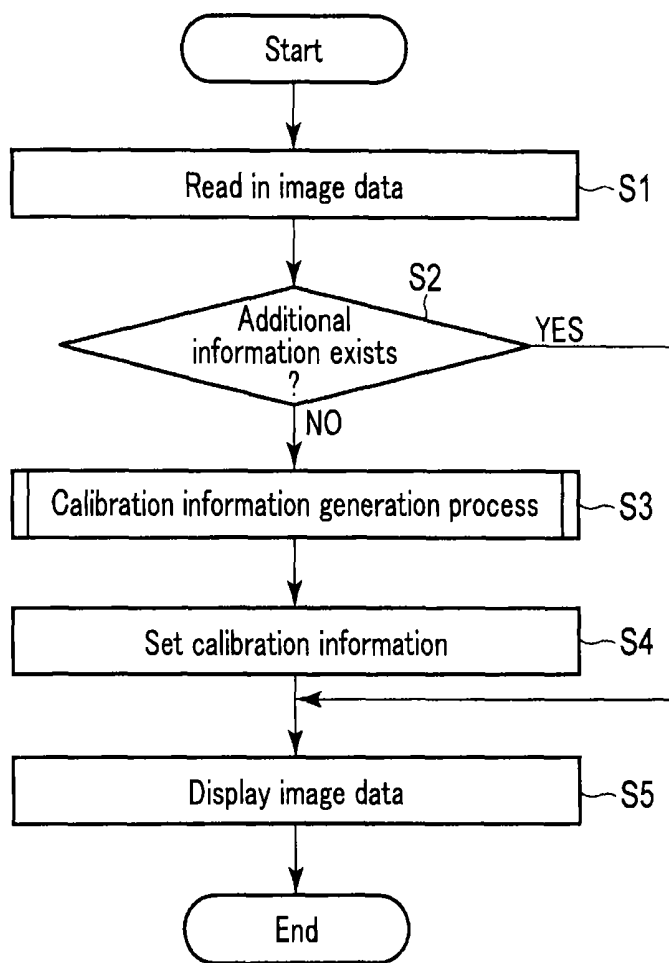 Start
Read in image data
S1
S2
Additional
information exists
?
YES
NO
Calibration information generation process
S3
Set calibration information
S4
Display image data
S5
End